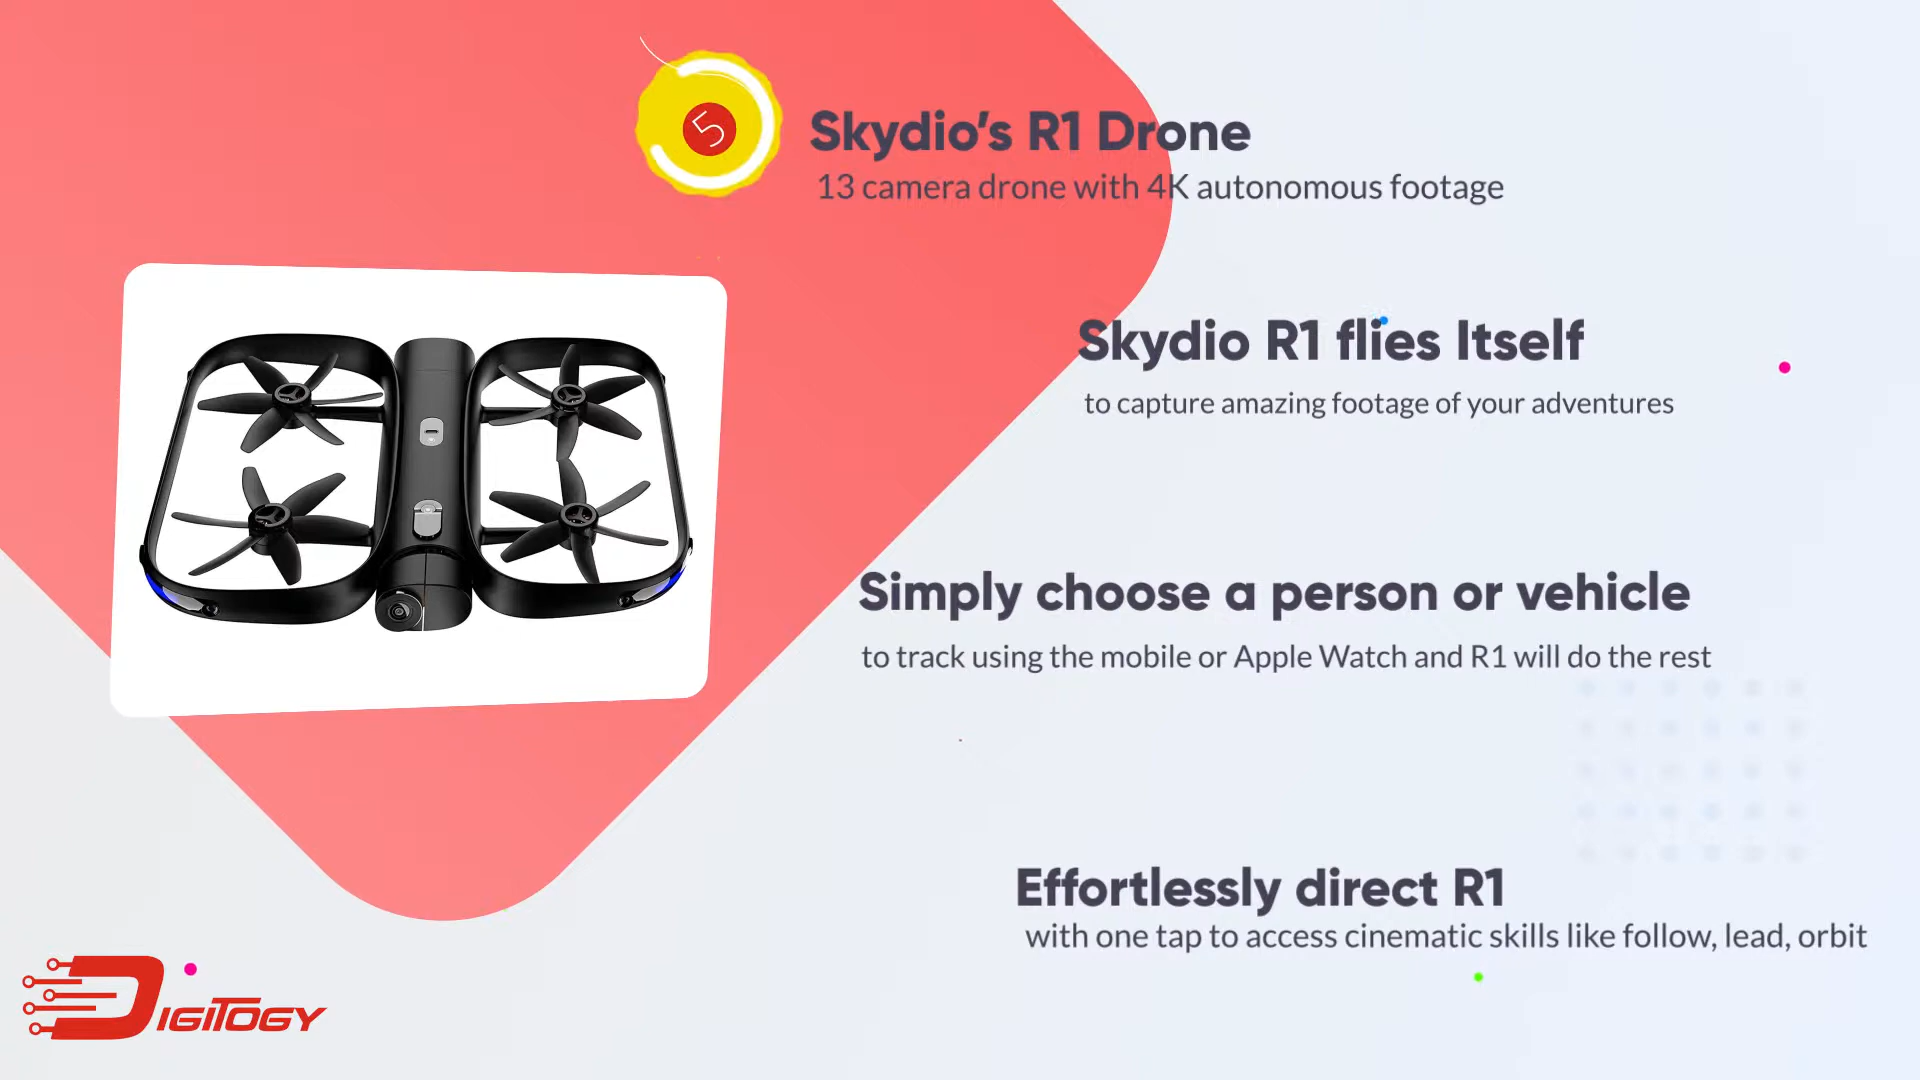 5
Skydio’s R1 Drone
13 camera drone with 4K autonomous footage
Skydio R1 flies Itself
to capture amazing footage of your adventures
Simply choose a person or vehicle
to track using the mobile or Apple Watch and R1 will do the rest
Effortlessly direct R1
with one tap to access cinematic skills like follow, lead, orbit
DIGITOGY